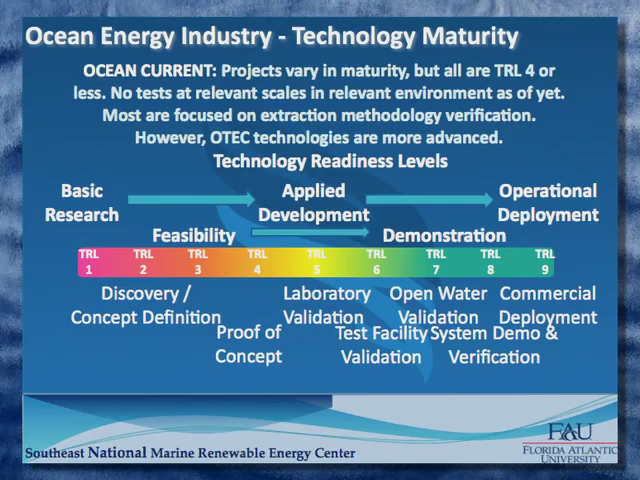 Ocean Energy Industry - Technology Maturity
OCEAN CURRENT: Projects vary in maturity, but all are TRL 4 or
less. No tests at relevant scales in relevant environment as of yet.
Most are focused on extraction methodology verification.
However, OTEC technologies are more advanced.
Technology Readiness Levels
Basic Research
Applied Development
Operational Deployment
Feasibility
Demonstration
TRL 1
TRL 2
TRL 3
TRL 4
TRL 5
TRL 6
TRL 7
TRL 8
TRL 9
Discovery / Concept Definition
Laboratory Validation
Open Water Validation
Commercial Deployment
Proof of Concept
Test Facility Validation
System Demo & Verification
Southeast National Marine Renewable Energy Center
FAU
FLORIDA ATLANTIC
UNIVERSITY